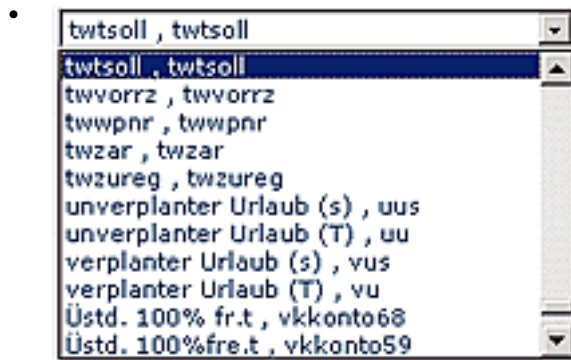 twtsoll , twtsoll
twtsoll , twtsoll
twvorrz , twvorrz
twwpnr , twwpnr
twzar , twzar
twzureg , twzureg
unverplanter Urlaub (s) , uus
unverplanter Urlaub (T) , uu
verplanter Urlaub (s) , vus
verplanter Urlaub (T) , vu
Üstd. 100% fr.t , vkkonto68
Üstd. 100%fre.t , vkkonto59